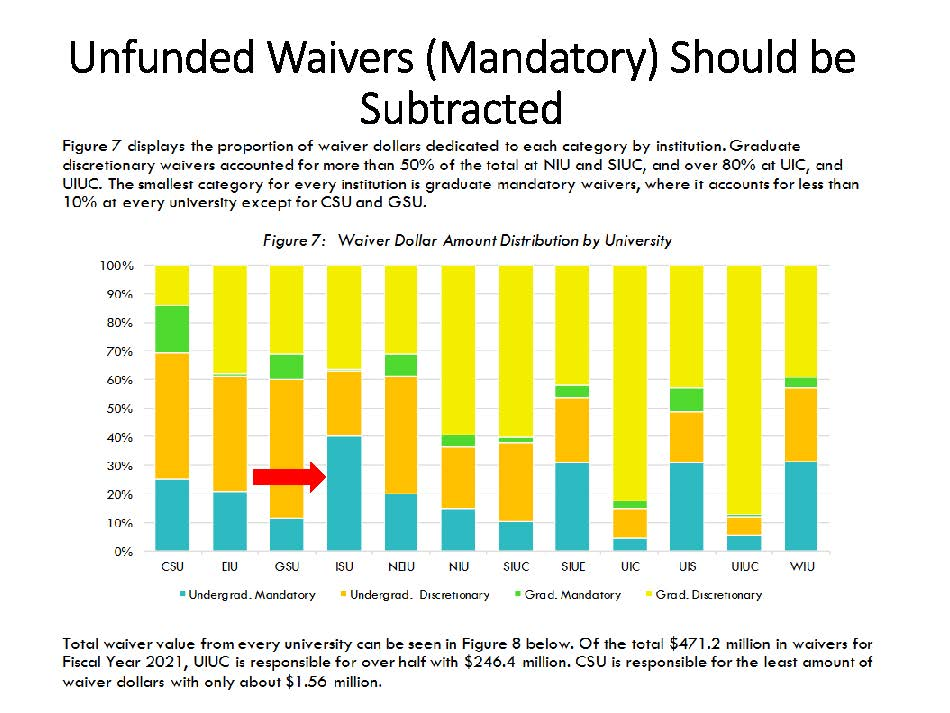 Unfunded Waivers (Mandatory) Should be
Subtracted
Figure 7 displays the proportion of waiver dollars dedicated to each category by institution. Graduate
discretionary waivers accounted for more than 50% of the total at NIU and SIUC, and over 80% at UIC, and
UIUC. The smallest category for every institution is graduate mandatory waivers, where it accounts for less than
10% at every university except for CSU and GSU.
Figure 7: Waiver Dollar Amount Distribution by University
100%
90%
80%
70%
60%
50%
40%
30%
20%
10%
0%
CSU EIU GSU ISU NEIU NIU SIUC SIUE UIC UIS UIUC WIU
Undergrad. Mandatory Undergrad. Discretionary Grad. Mandatory Grad. Discretionary
Total waiver value from every university can be seen in Figure 8 below. Of the total $471.2 million in waivers for
Fiscal Year 2021, UIUC is responsible for over half with $246.4 million. CSU is responsible for the least amount of
waiver dollars with only about $1.56 million.